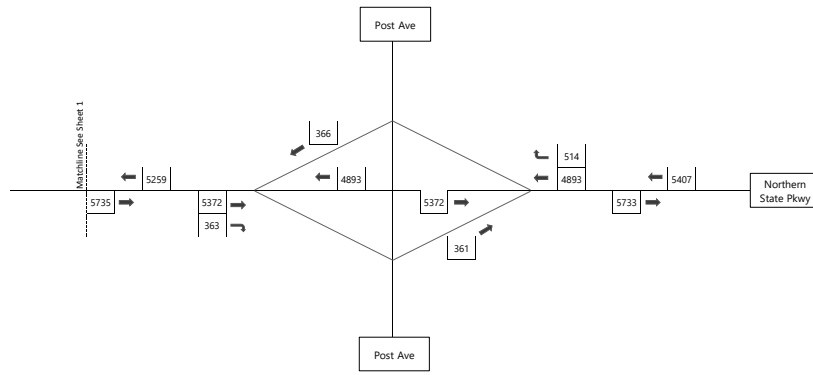 Post Ave
Matchline See Sheet 1
366
514
5259
4893
4893
5407
Northern
State Pkwy
5735
5372
5372
5733
363
361
Post Ave